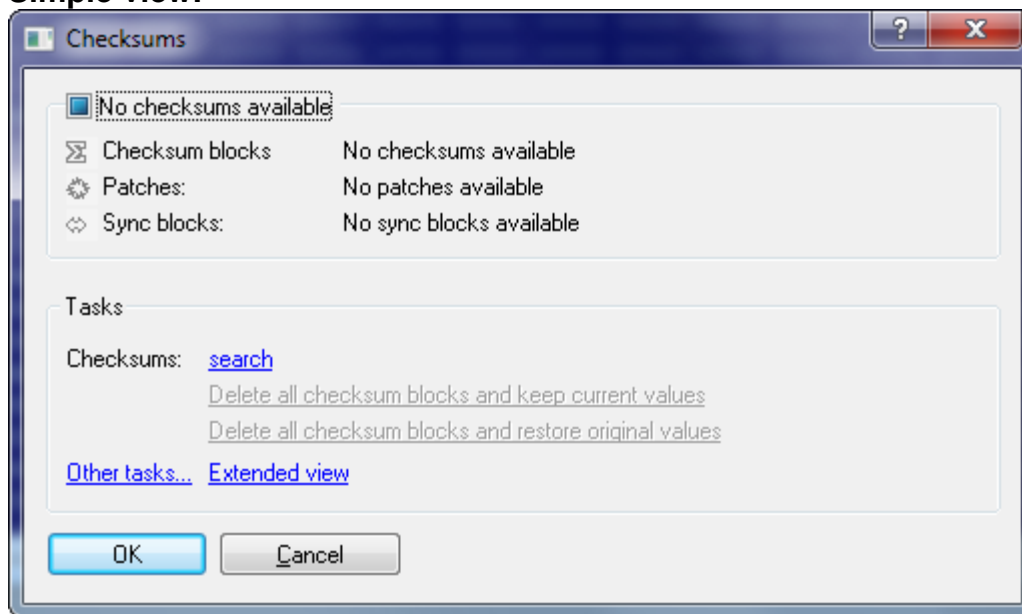 Simple view:
Checksums
No checksums available
Checksum blocks No checksums available
Patches: No patches available
Sync blocks: No sync blocks available
Tasks
Checksums: search
Delete all checksum blocks and keep current values
Delete all checksum blocks and restore original values
Other tasks... Extended view
OK Cancel